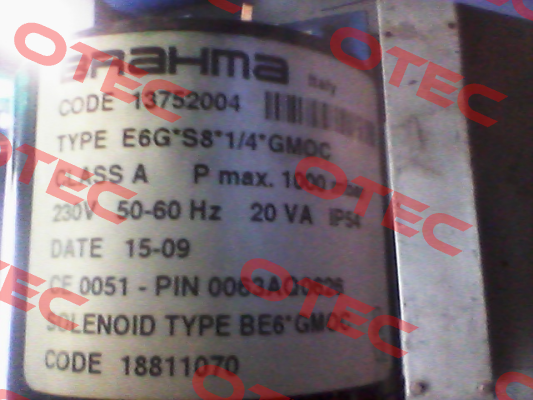 BRAHMA
Italy
CODE 13752004
TYPE E6G*S8*1/4*GMOC
CLASS A P max. 1000 mbar
230V 50-60 Hz 20 VA IP54
DATE 15-09
CE 0051 - PIN 0063AQ0626
SOLENOID TYPE BE6*GMOC
CODE 18811070
OTEC
OTEC
OTEC
OTEC
OTEC
OTEC